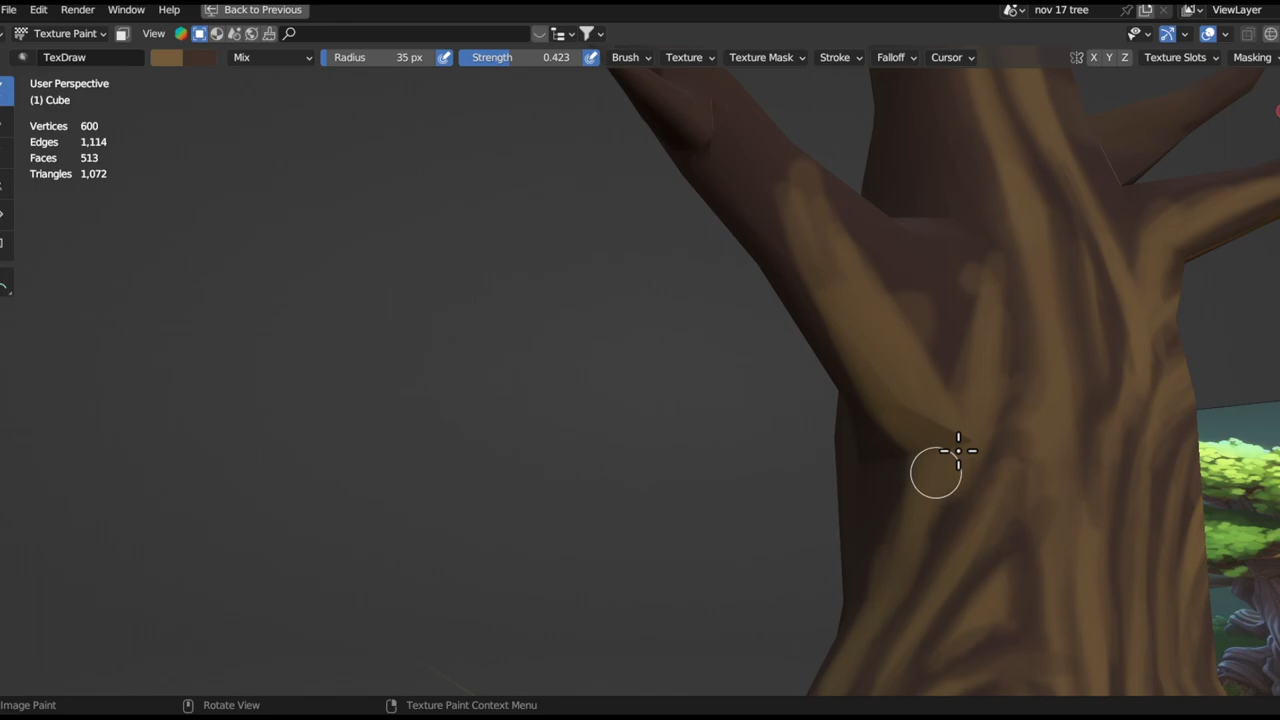 File Edit Render Window Help Back to Previous nov 17 tree ViewLayer
Texture Paint View
TexDraw Mix Radius 35 px Strength 0.423 Brush Texture Texture Mask Stroke Falloff Cursor X Y Z Texture Slots Masking
User Perspective
(1) Cube
Vertices 600
Edges 1,114
Faces 513
Triangles 1,072
Image Paint Rotate View Texture Paint Context Menu